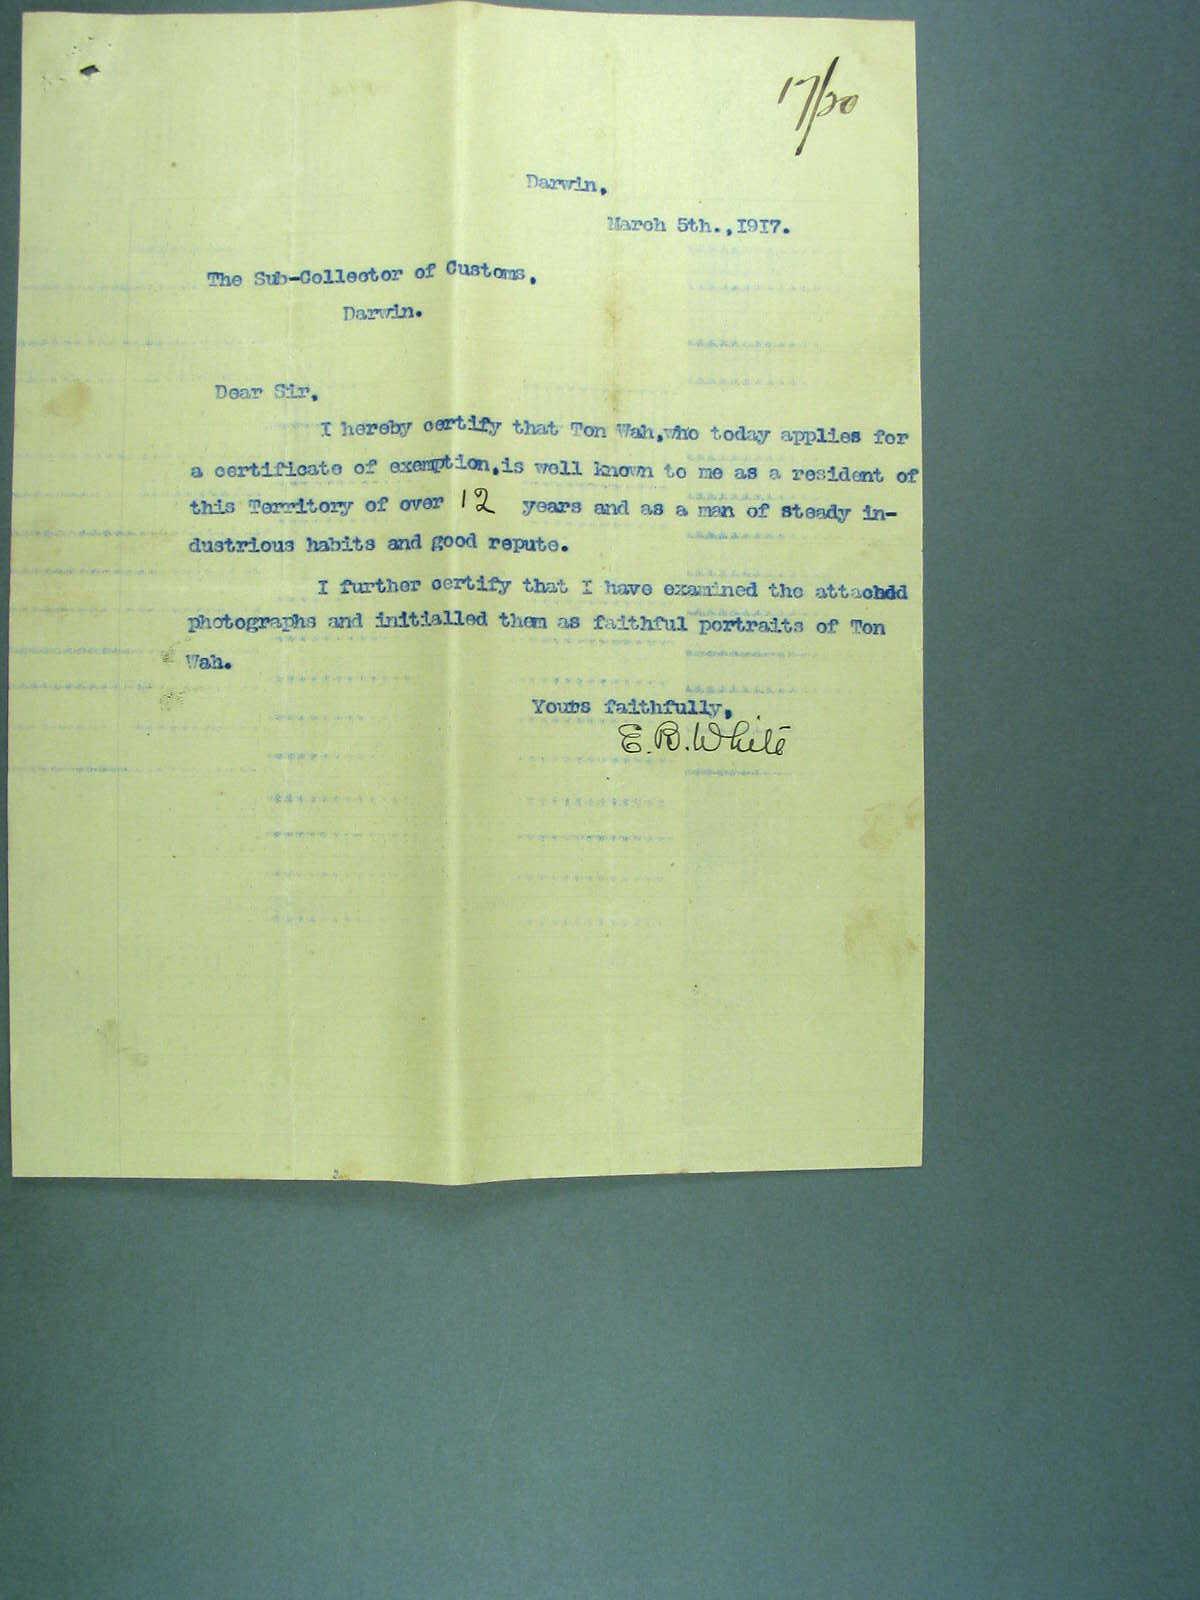 17/20
Darwin,
March 5th.,1917.
The Sub-Collector of Customs,
Darwin.
Dear Sir,
I hereby certify that Ton Wah,who today applies for
a certificate of exemption,is well known to me as a resident of
this Territory of over 12 years and as a man of steady in-
dustrious habits and good repute.
I further certify that I have examined the attachdd
photographs and initialled them as faithful portraits of Ton
Wah.
Yours faithfully,
E. B. White